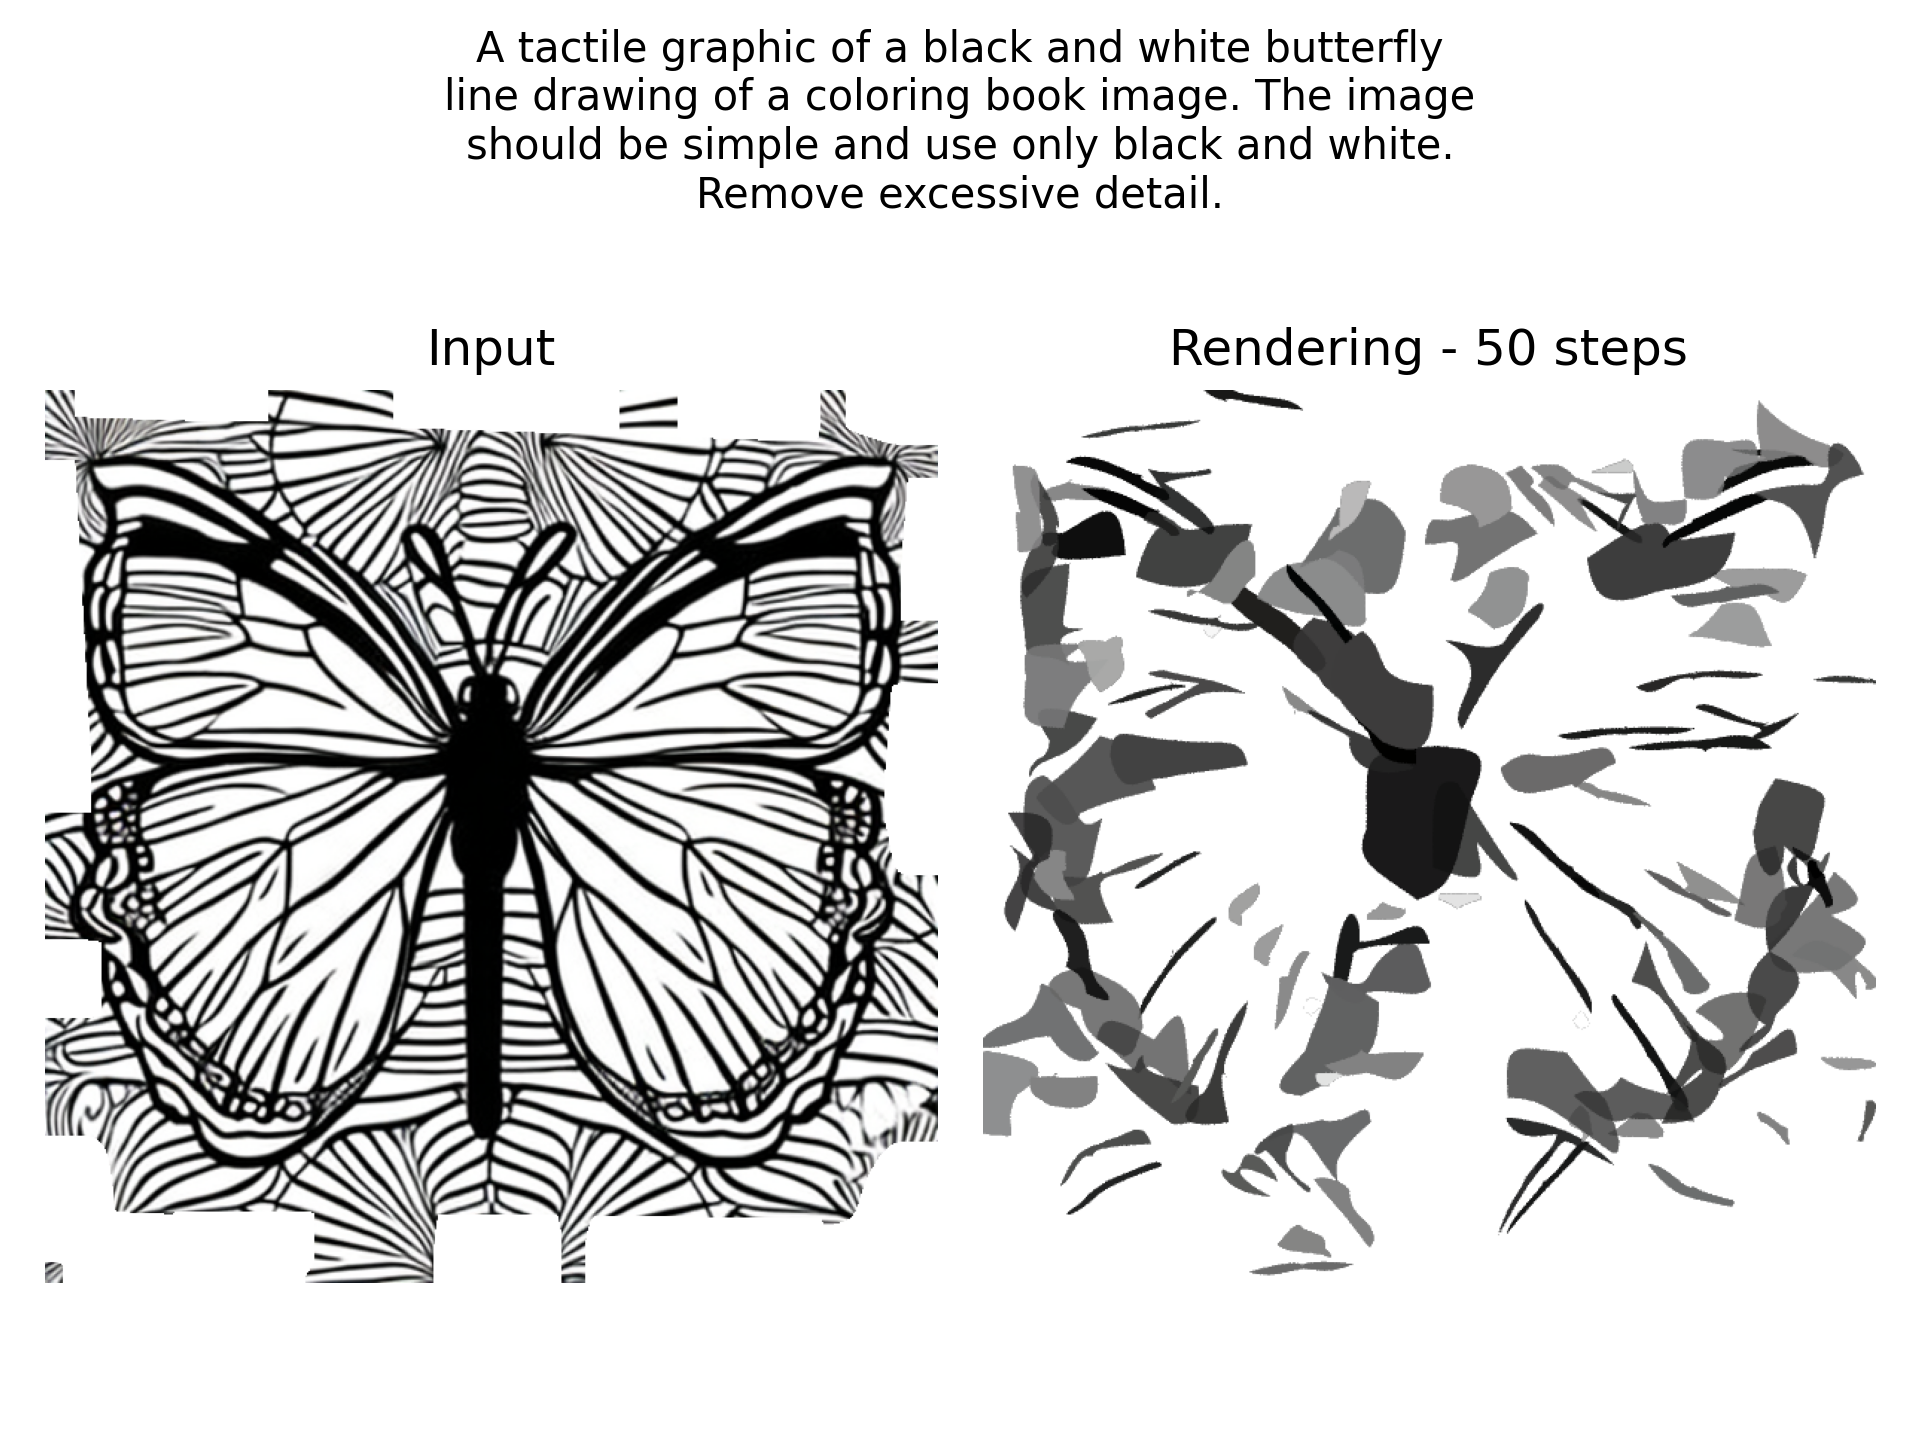 A tactile graphic of a black and white butterfly
line drawing of a coloring book image. The image
should be simple and use only black and white.
Remove excessive detail.
Input
Rendering - 50 steps